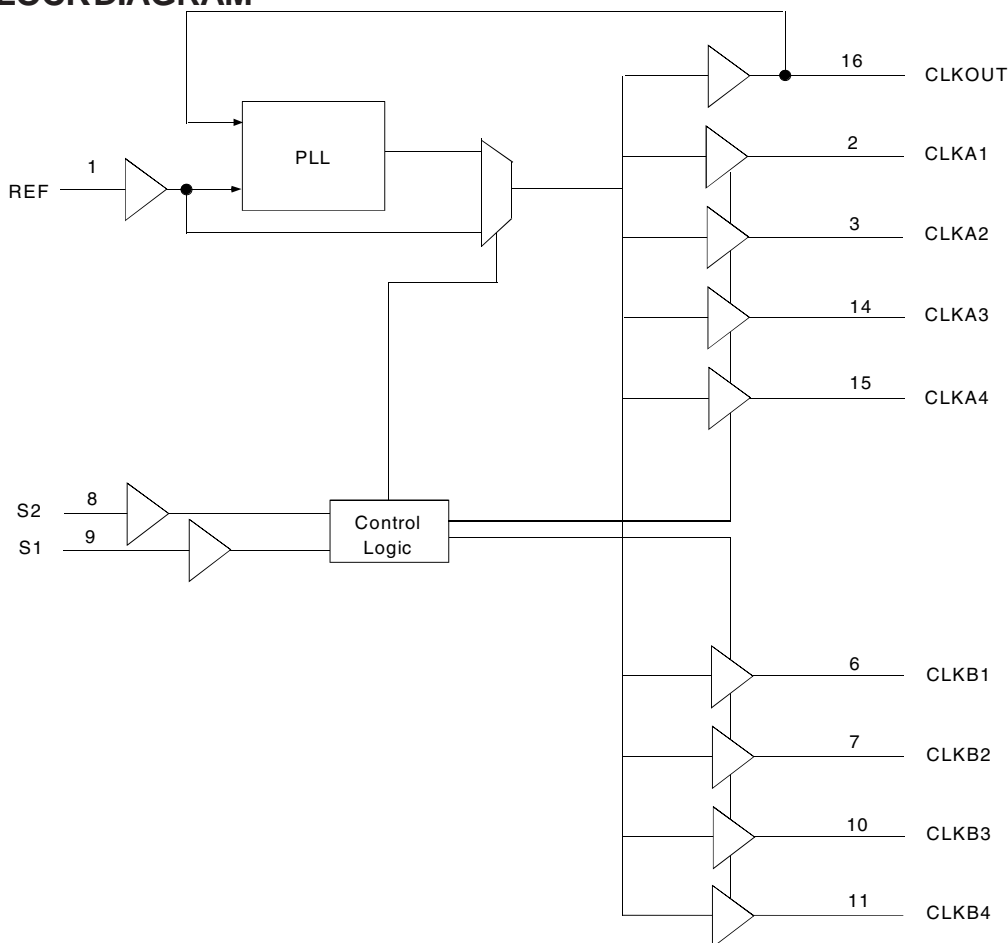 16
CLKOUT
PLL
2
CLKA1
1
REF
3
CLKA2
14
CLKA3
15
CLKA4
8
S2
Control
Logic
9
S1
6
CLKB1
7
CLKB2
10
CLKB3
11
CLKB4